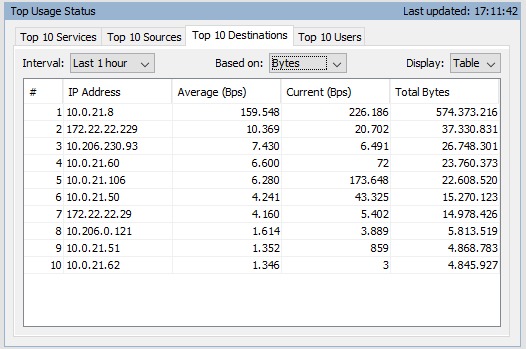 Top Usage Status Last updated: 17:11:42
Top 10 Services Top 10 Sources Top 10 Destinations Top 10 Users
Interval: Last 1 hour Based on: Bytes Display: Table
# IP Address Average (Bps) Current (Bps) Total Bytes
1 10.0.21.8 159.548 226.186 574.373.216
2 172.22.22.229 10.369 20.702 37.330.831
3 10.206.230.93 7.430 6.491 26.748.301
4 10.0.21.60 6.600 72 23.760.373
5 10.0.21.106 6.280 173.648 22.608.520
6 10.0.21.50 4.241 43.325 15.270.123
7 172.22.22.29 4.160 5.402 14.978.426
8 10.206.0.121 1.614 3.889 5.813.519
9 10.0.21.51 1.352 859 4.868.783
10 10.0.21.62 1.346 3 4.845.927